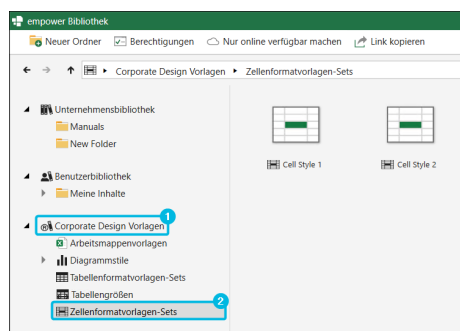 empower Bibliothek
Neuer Ordner Berechtigungen Nur online verfügbar machen Link kopieren
Corporate Design Vorlagen Zellenformatvorlagen-Sets
Unternehmensbibliothek
Manuals
New Folder
Cell Style 1 Cell Style 2
Benutzerbibliothek
Meine Inhalte
1
Corporate Design Vorlagen
Arbeitsmappenvorlagen
Diagrammstile
Tabellenformatvorlagen-Sets
Tabellengrößen
2
Zellenformatvorlagen-Sets